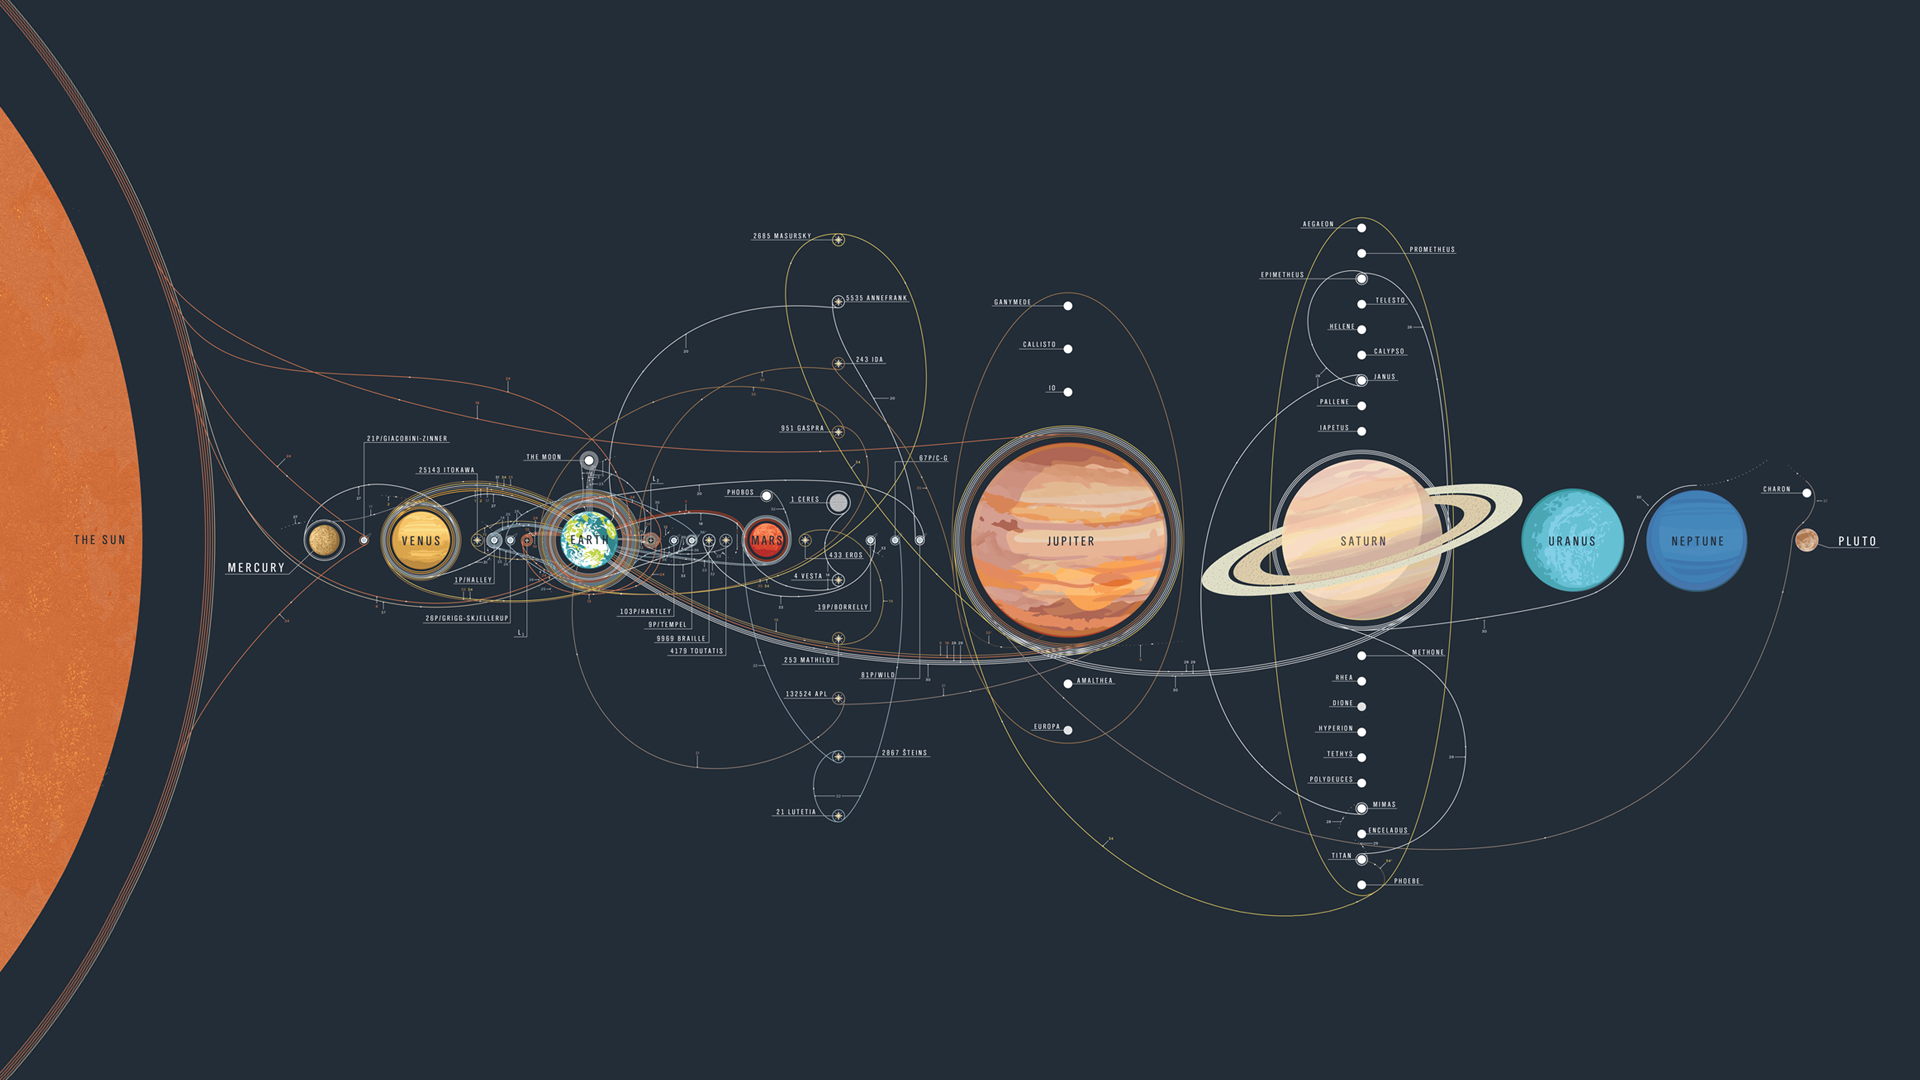 THE SUN
MERCURY
21P/GIACOBINI-ZINNER
VENUS
25143 ITOKAWA
1P/HALLEY
26P/GRIGG-SKJELLERUP
L₁
THE MOON
EARTH
L₂
103P/HARTLEY
9P/TEMPEL
9969 BRAILLE
4179 TOUTATIS
PHOBOS
MARS
2685 MASURSKY
5535 ANNEFRANK
243 IDA
951 GASPRA
1 CERES
433 EROS
4 VESTA
19P/BORRELLY
67P/C-G
253 MATHILDE
81P/WILD
132524 APL
2867 ŠTEINS
21 LUTETIA
GANYMEDE
CALLISTO
IO
JUPITER
AMALTHEA
EUROPA
AEGAEON
PROMETHEUS
EPIMETHEUS
TELESTO
HELENE
CALYPSO
JANUS
PALLENE
IAPETUS
SATURN
METHONE
RHEA
DIONE
HYPERION
TETHYS
POLYDEUCES
MIMAS
ENCELADUS
TITAN
PHOEBE
URANUS
NEPTUNE
CHARON
PLUTO